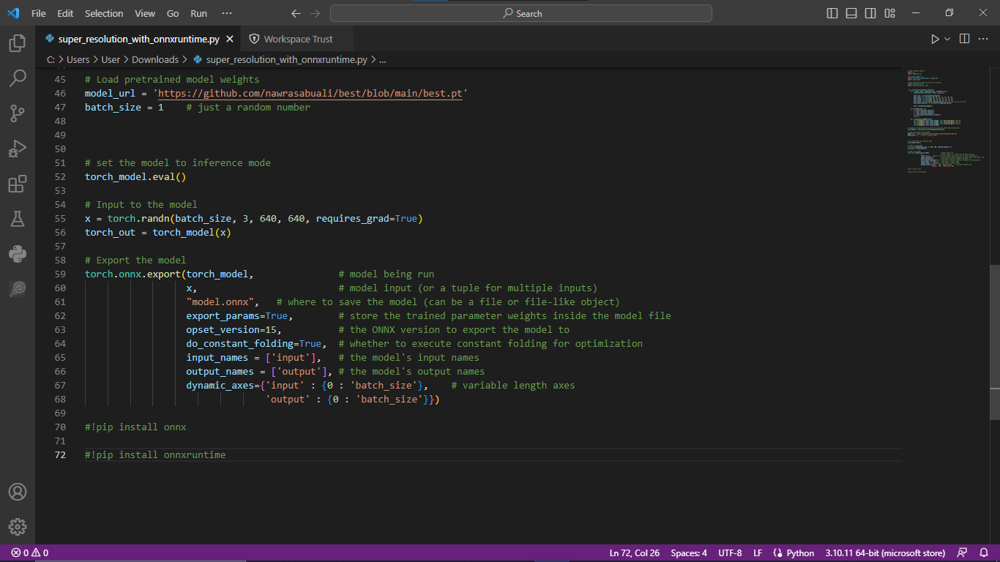 File Edit Selection View Go Run ··· Search
super_resolution_with_onnxruntime.py Workspace Trust
C: > Users > User > Downloads > super_resolution_with_onnxruntime.py > ...
45 # Load pretrained model weights
46 model_url = 'https://github.com/nawrasabuali/best/blob/main/best.pt'
47 batch_size = 1    # just a random number
48
49
50
51 # set the model to inference mode
52 torch_model.eval()
53
54 # Input to the model
55 x = torch.randn(batch_size, 3, 640, 640, requires_grad=True)
56 torch_out = torch_model(x)
57
58 # Export the model
59 torch.onnx.export(torch_model,               # model being run
60                   x,                         # model input (or a tuple for multiple inputs)
61                   "model.onnx",   # where to save the model (can be a file or file-like object)
62                   export_params=True,        # store the trained parameter weights inside the model file
63                   opset_version=15,          # the ONNX version to export the model to
64                   do_constant_folding=True,  # whether to execute constant folding for optimization
65                   input_names = ['input'],   # the model's input names
66                   output_names = ['output'], # the model's output names
67                   dynamic_axes={'input' : {0 : 'batch_size'},    # variable length axes
68                                 'output' : {0 : 'batch_size'}})
69
70 #!pip install onnx
71
72 #!pip install onnxruntime
0 0 Ln 72, Col 26 Spaces: 4 UTF-8 LF Python 3.10.11 64-bit (microsoft store)